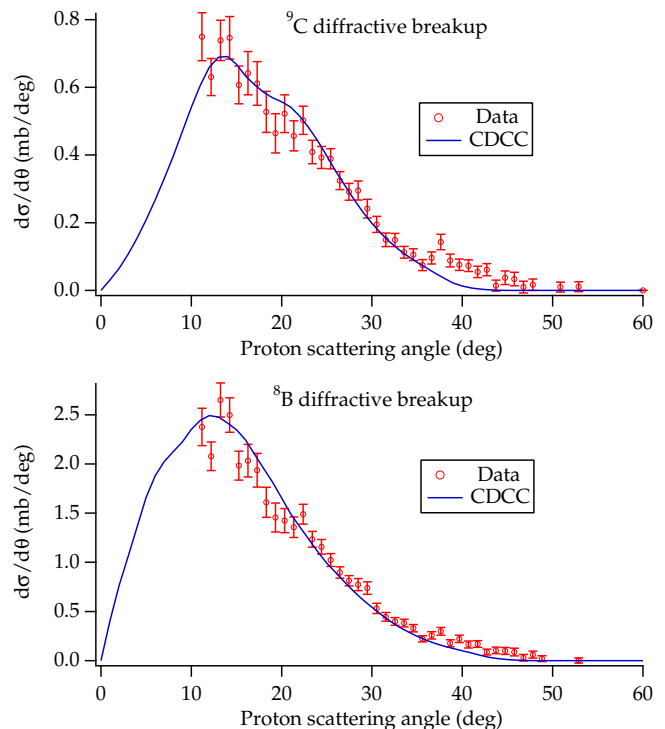 ⁹C diffractive breakup
0.8
0.6
0.4
0.2
0.0
dσ/dθ (mb/deg)
Data
CDCC
0 10 20 30 40 50 60
Proton scattering angle (deg)
⁸B diffractive breakup
2.5
2.0
1.5
1.0
0.5
0.0
dσ/dθ (mb/deg)
Data
CDCC
0 10 20 30 40 50 60
Proton scattering angle (deg)